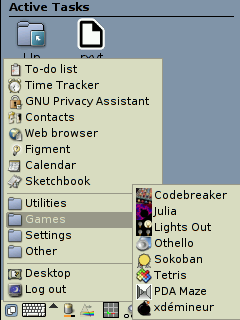 Active Tasks
Up
rxvt
To-do list
Time Tracker
GNU Privacy Assistant
Contacts
Web browser
Figment
Calendar
Sketchbook
Utilities
Games
Settings
Other
Desktop
Log out
Codebreaker
Julia
Lights Out
Othello
Sokoban
Tetris
PDA Maze
xdémineur